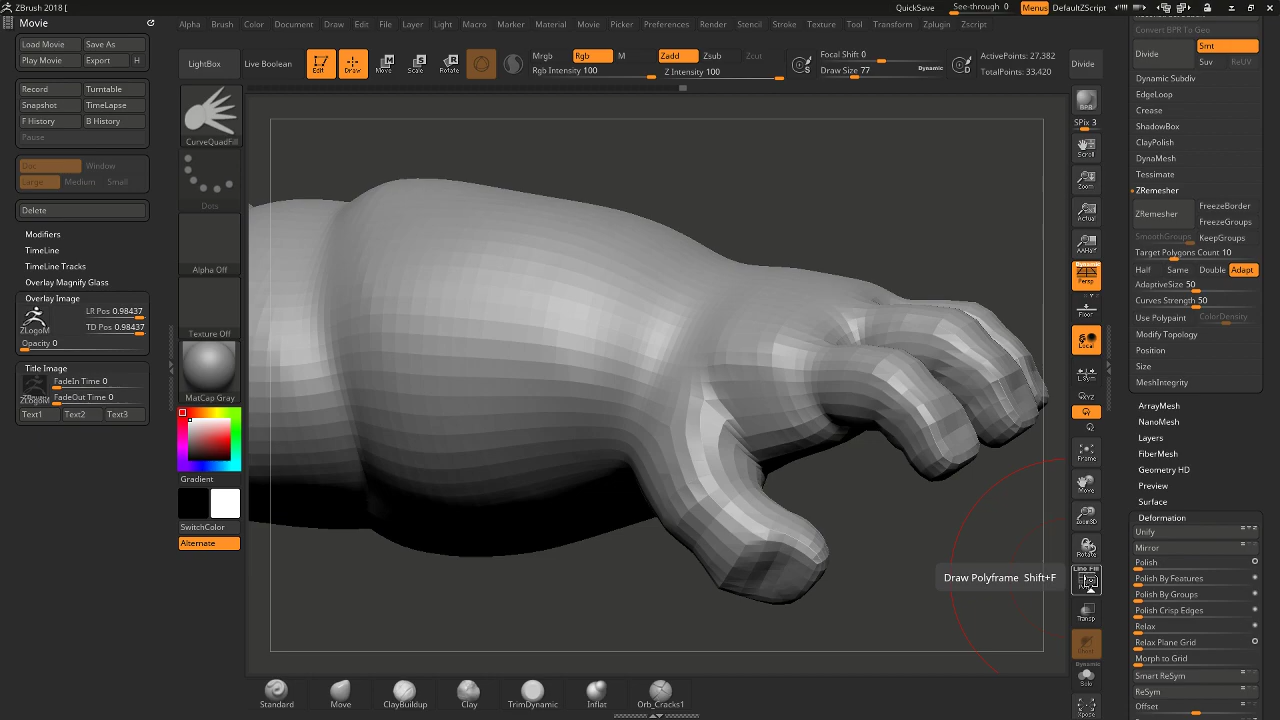 ZBrush 2018 [
QuickSave
See-through 0
Menus
DefaultZScript
Movie
Alpha
Brush
Color
Document
Draw
Edit
File
Layer
Light
Macro
Marker
Material
Movie
Picker
Preferences
Render
Stencil
Stroke
Texture
Tool
Transform
Zplugin
Zscript
Load Movie
Save As
Play Movie
Export
H
Record
Turntable
Snapshot
TimeLapse
F History
B History
Pause
Doc
Window
Large
Medium
Small
Delete
Modifiers
TimeLine
TimeLine Tracks
Overlay Magnify Glass
Overlay Image
LR Pos 0.98437
TD Pos 0.98437
ZLogoM
Opacity 0
Title Image
FadeIn Time 0
FadeOut Time 0
Text1
Text2
Text3
LightBox
Live Boolean
Edit
Draw
Move
Scale
Rotate
Mrgb
Rgb
M
Rgb Intensity 100
Zadd
Zsub
Zcut
Z Intensity 100
Focal Shift 0
Draw Size 77
Dynamic
ActivePoints: 27,382
TotalPoints: 33,420
Divide
CurveQuadFill
Dots
Alpha Off
Texture Off
MatCap Gray
Gradient
SwitchColor
Alternate
BPR
SPix 3
Scroll
Zoom
Actual
AAHalf
Dynamic
Persp
Floor
Local
L.Sym
Frame
Move
Zoom3D
Rotate
Line Fill
Draw Polyframe Shift+F
Transp
Ghost
Dynamic
Solo
Xpose
Convert BPR To Geo
Divide
Smt
Suv
ReUV
Dynamic Subdiv
EdgeLoop
Crease
ShadowBox
ClayPolish
DynaMesh
Tessimate
ZRemesher
ZRemesher
FreezeBorder
FreezeGroups
SmoothGroups
KeepGroups
Target Polygons Count 10
Half
Same
Double
Adapt
AdaptiveSize 50
Curves Strength 50
Use Polypaint
ColorDensity
Modify Topology
Position
Size
MeshIntegrity
ArrayMesh
NanoMesh
Layers
FiberMesh
Geometry HD
Preview
Surface
Deformation
Unify
Mirror
Polish
Polish By Features
Polish By Groups
Polish Crisp Edges
Relax
Relax Plane Grid
Morph to Grid
Smart ReSym
ReSym
Offset
Standard
Move
ClayBuildup
Clay
TrimDynamic
Inflat
Orb_Cracks1